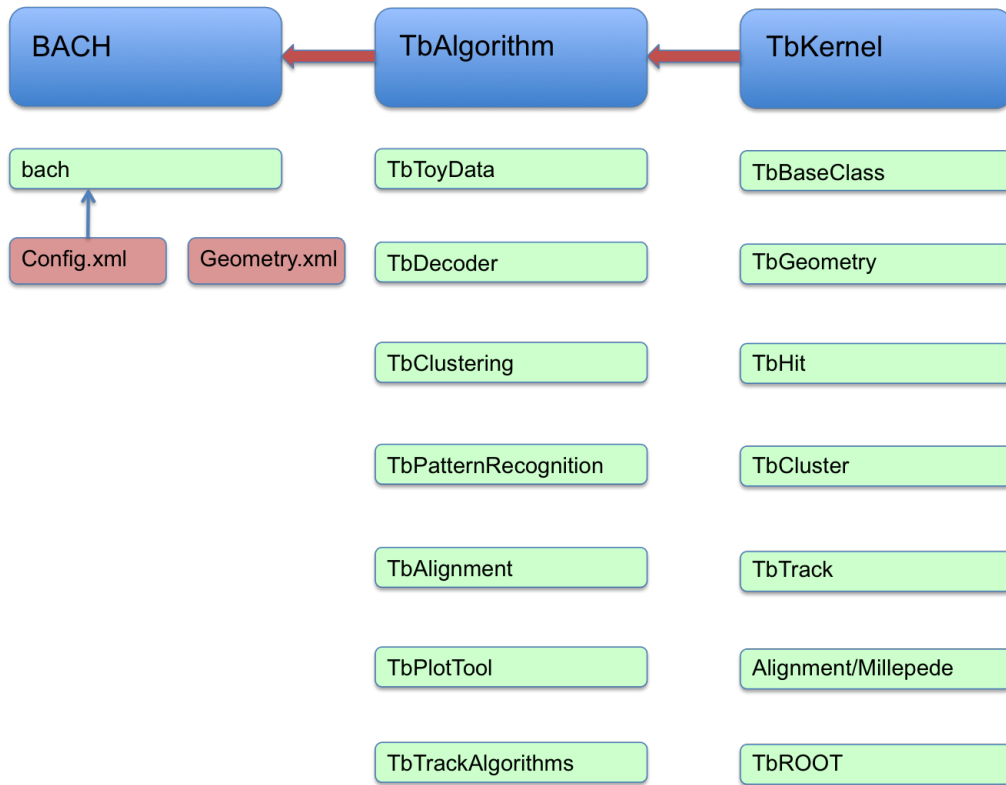 BACH
TbAlgorithm
TbKernel
bach
TbToyData
TbBaseClass
Config.xml
Geometry.xml
TbDecoder
TbGeometry
TbClustering
TbHit
TbPatternRecognition
TbCluster
TbAlignment
TbTrack
TbPlotTool
Alignment/Millepede
TbTrackAlgorithms
TbROOT